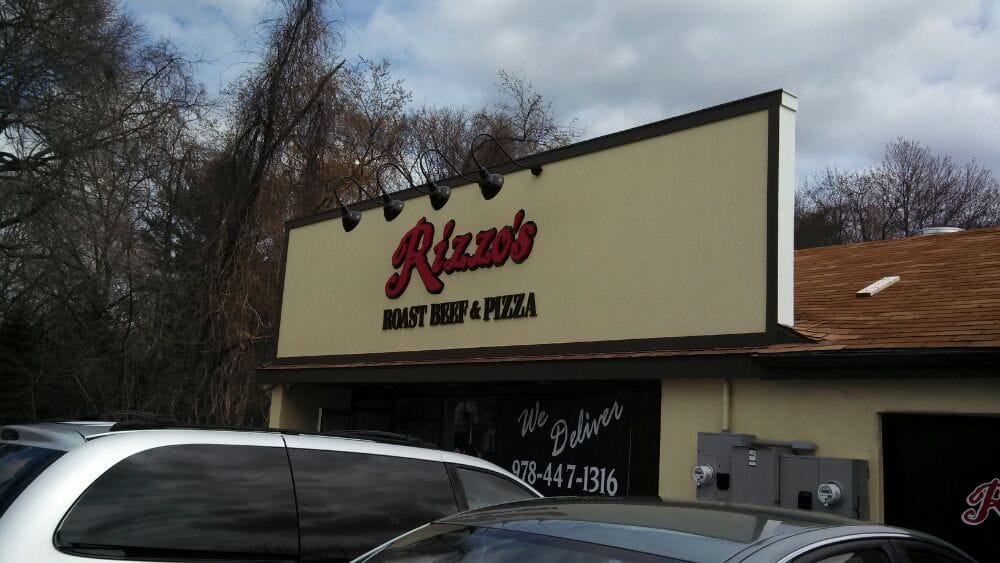 Rizzo's
ROAST BEEF & PIZZA
We Deliver
978-447-1316
R